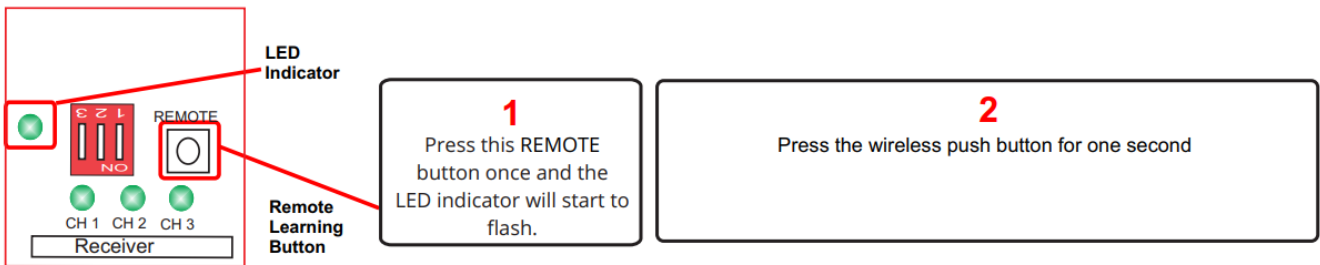 LED
Indicator
3 2 1
REMOTE
ON
CH 1 CH 2 CH 3
Receiver
Remote
Learning
Button
1
Press this REMOTE
button once and the
LED indicator will start to
flash.
2
Press the wireless push button for one second